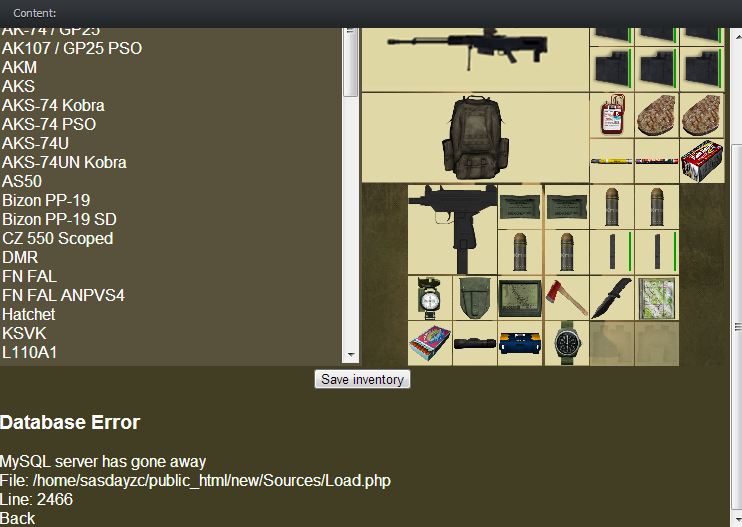 Content:
AK-74 / GP25
AK107 / GP25 PSO
AKM
AKS
AKS-74 Kobra
AKS-74 PSO
AKS-74U
AKS-74UN Kobra
AS50
Bizon PP-19
Bizon PP-19 SD
CZ 550 Scoped
DMR
FN FAL
FN FAL ANPVS4
Hatchet
KSVK
L110A1
Save inventory
Database Error
MySQL server has gone away
File: /home/sasdayzc/public_html/new/Sources/Load.php
Line: 2466
Back